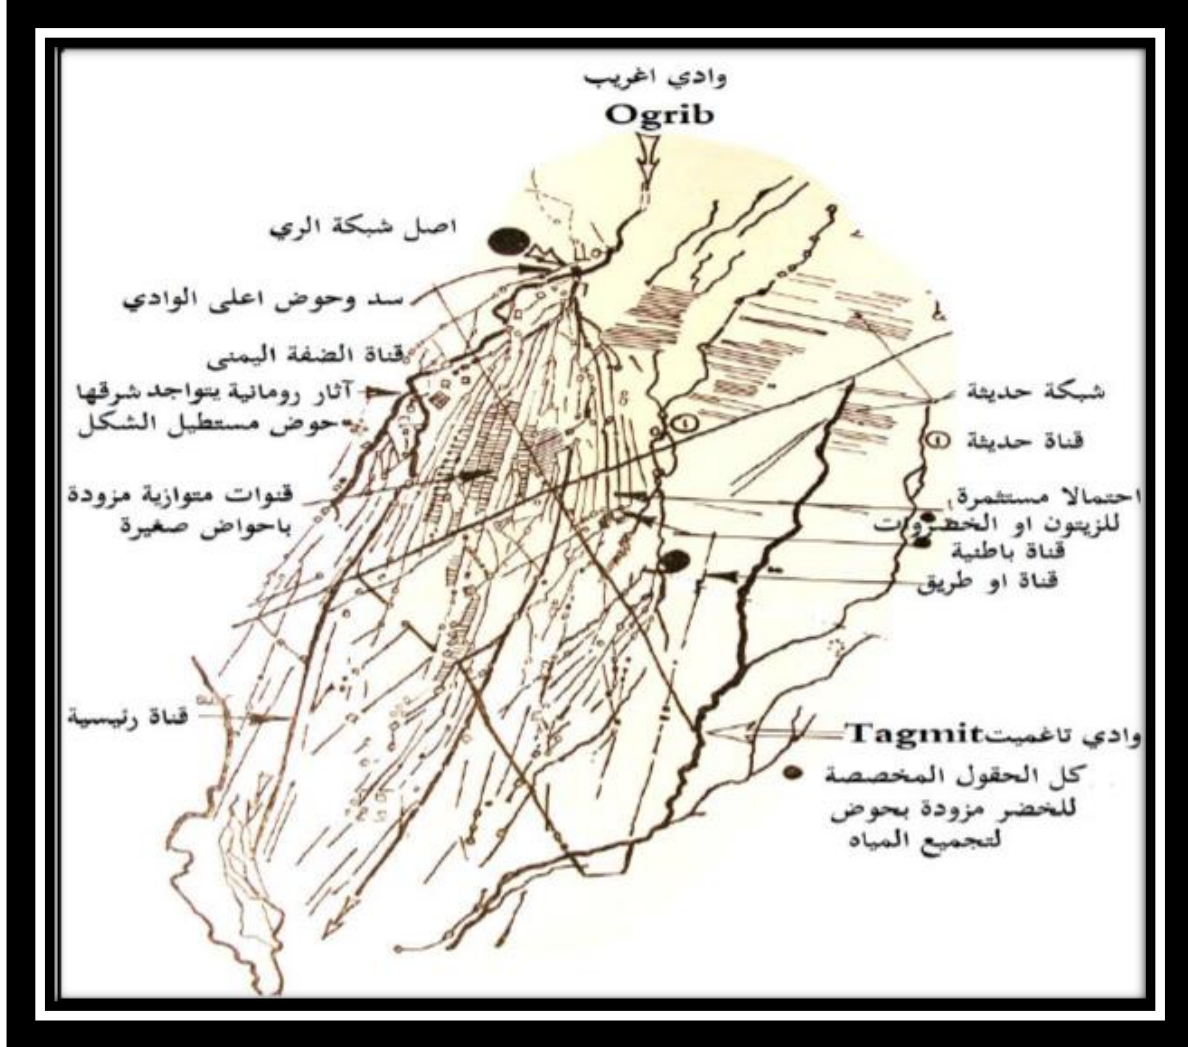 وادي اغريب
Ogrib
اصل شبكة الري
سد وحوض اعلى الوادي
قناة الضفة اليمنى
آثار رومانية يتواجد شرقها
حوض مستطيل الشكل
قنوات متوازية مزودة
باحواض صغيرة
قناة رئيسية
شبكة حديثة
قناة حديثة
احتمالا مستثمرة
للزيتون او الخضروات
قناة باطنية
قناة او طريق
وادي تاغميت Tagmit
كل الحقول المخصصة
للخضر مزودة بحوض
لتجميع المياه